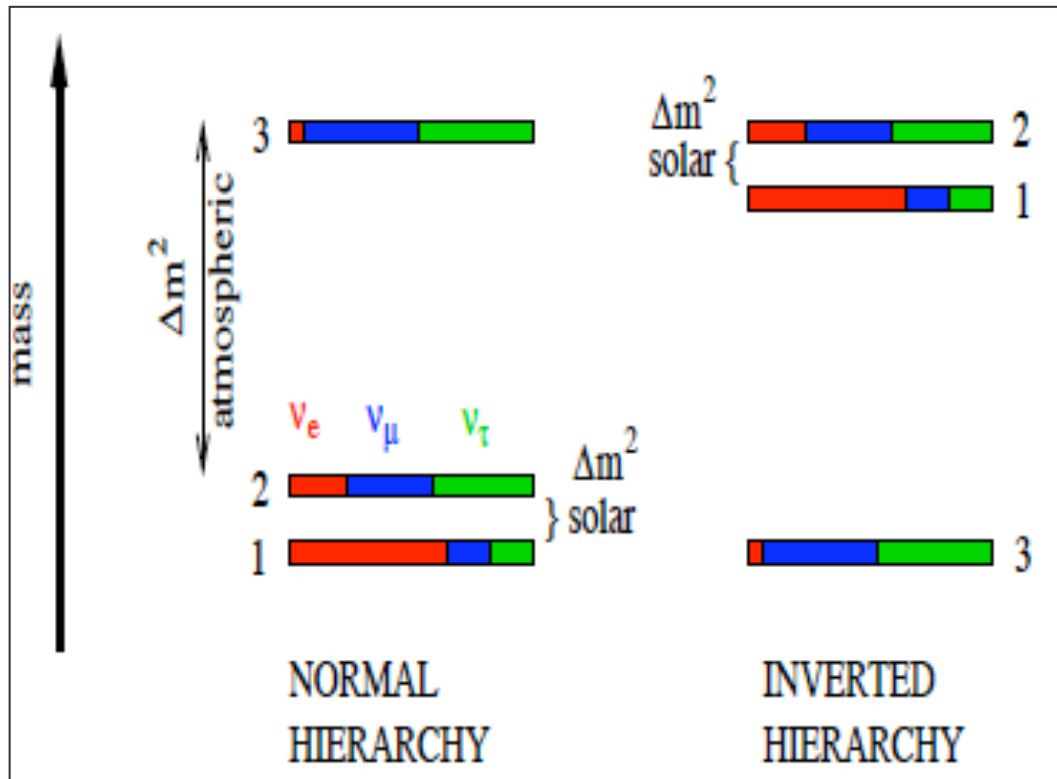 mass
Δm²
atmospheric
3
νe νμ ντ
2
1
Δm²
} solar
NORMAL
HIERARCHY
Δm²
solar {
2
1
3
INVERTED
HIERARCHY